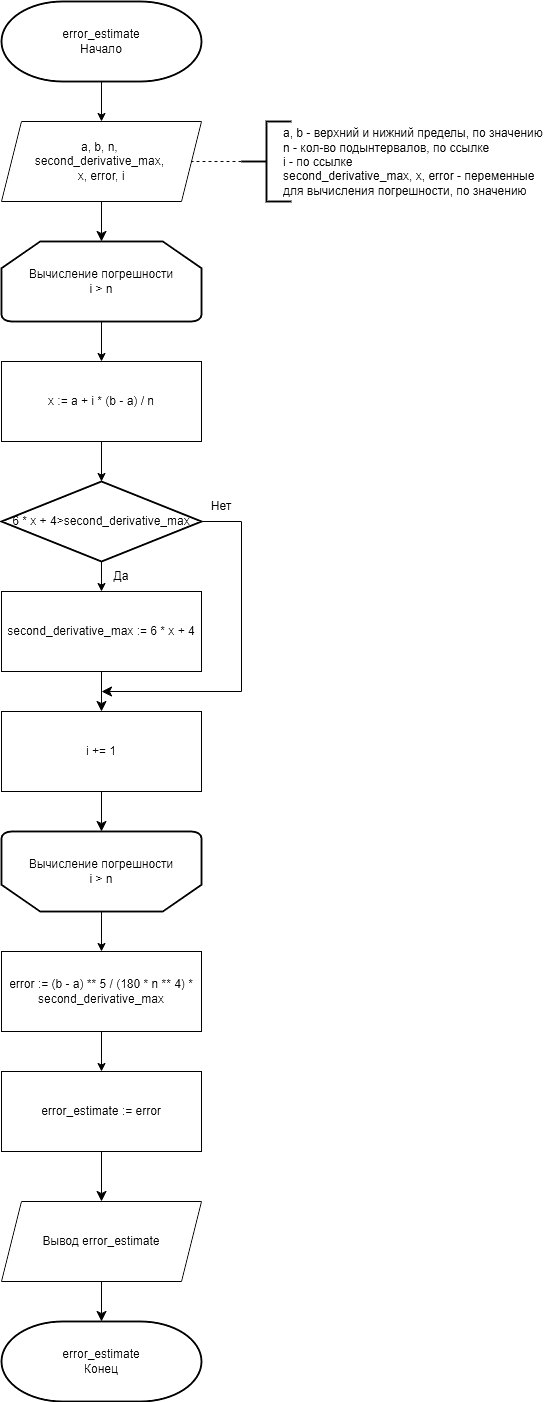 error_estimate
Начало
a, b, n,
second_derivative_max,
x, error, i
a, b - верхний и нижний пределы, по значению
n - кол-во подынтервалов, по ссылке
i - по ссылке
second_derivative_max, x, error - переменные
для вычисления погрешности, по значению
Вычисление погрешности
i > n
x := a + i * (b - a) / n
6 * x + 4>second_derivative_max
Нет
Да
second_derivative_max := 6 * x + 4
i += 1
Вычисление погрешности
i > n
error := (b - a) ** 5 / (180 * n ** 4) *
second_derivative_max
error_estimate := error
Вывод error_estimate
error_estimate
Конец